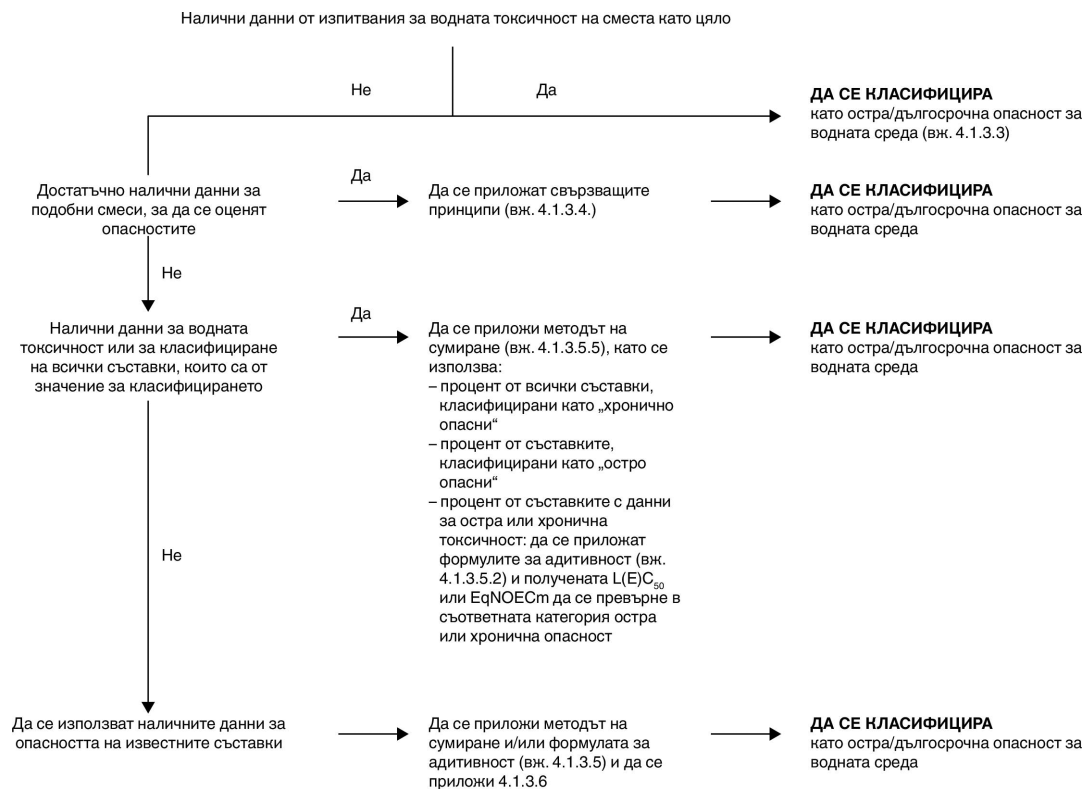 Налични данни от изпитвания за водната токсичност на сместа като цяло
Не
Да
ДА СЕ КЛАСИФИЦИРА
като остра/дългосрочна опасност за
водната среда (вж. 4.1.3.3)
Достатъчно налични данни за
подобни смеси, за да се оценят
опасностите
Да
Да се приложат свързващите
принципи (вж. 4.1.3.4.)
ДА СЕ КЛАСИФИЦИРА
като остра/дългосрочна опасност за
водната среда
Не
Налични данни за водната
токсичност или за класифициране
на всички съставки, които са от
значение за класифицирането
Да
Да се приложи методът на
сумиране (вж. 4.1.3.5.5), като се
използва:
– процент от всички съставки,
класифицирани като „хронично
опасни“
– процент от съставките,
класифицирани като „остро
опасни“
– процент от съставките с данни
за остра или хронична
токсичност: да се приложат
формулите за адитивност (вж.
4.1.3.5.2) и получената L(E)C50
или EqNOECm да се превърне в
съответната категория остра
или хронична опасност
ДА СЕ КЛАСИФИЦИРА
като остра/дългосрочна опасност за
водната среда
Не
Да се използват наличните данни за
опасността на известните съставки
Да се приложи методът на
сумиране и/или формулата за
адитивност (вж. 4.1.3.5) и да се
приложи 4.1.3.6
ДА СЕ КЛАСИФИЦИРА
като остра/дългосрочна опасност за
водната среда